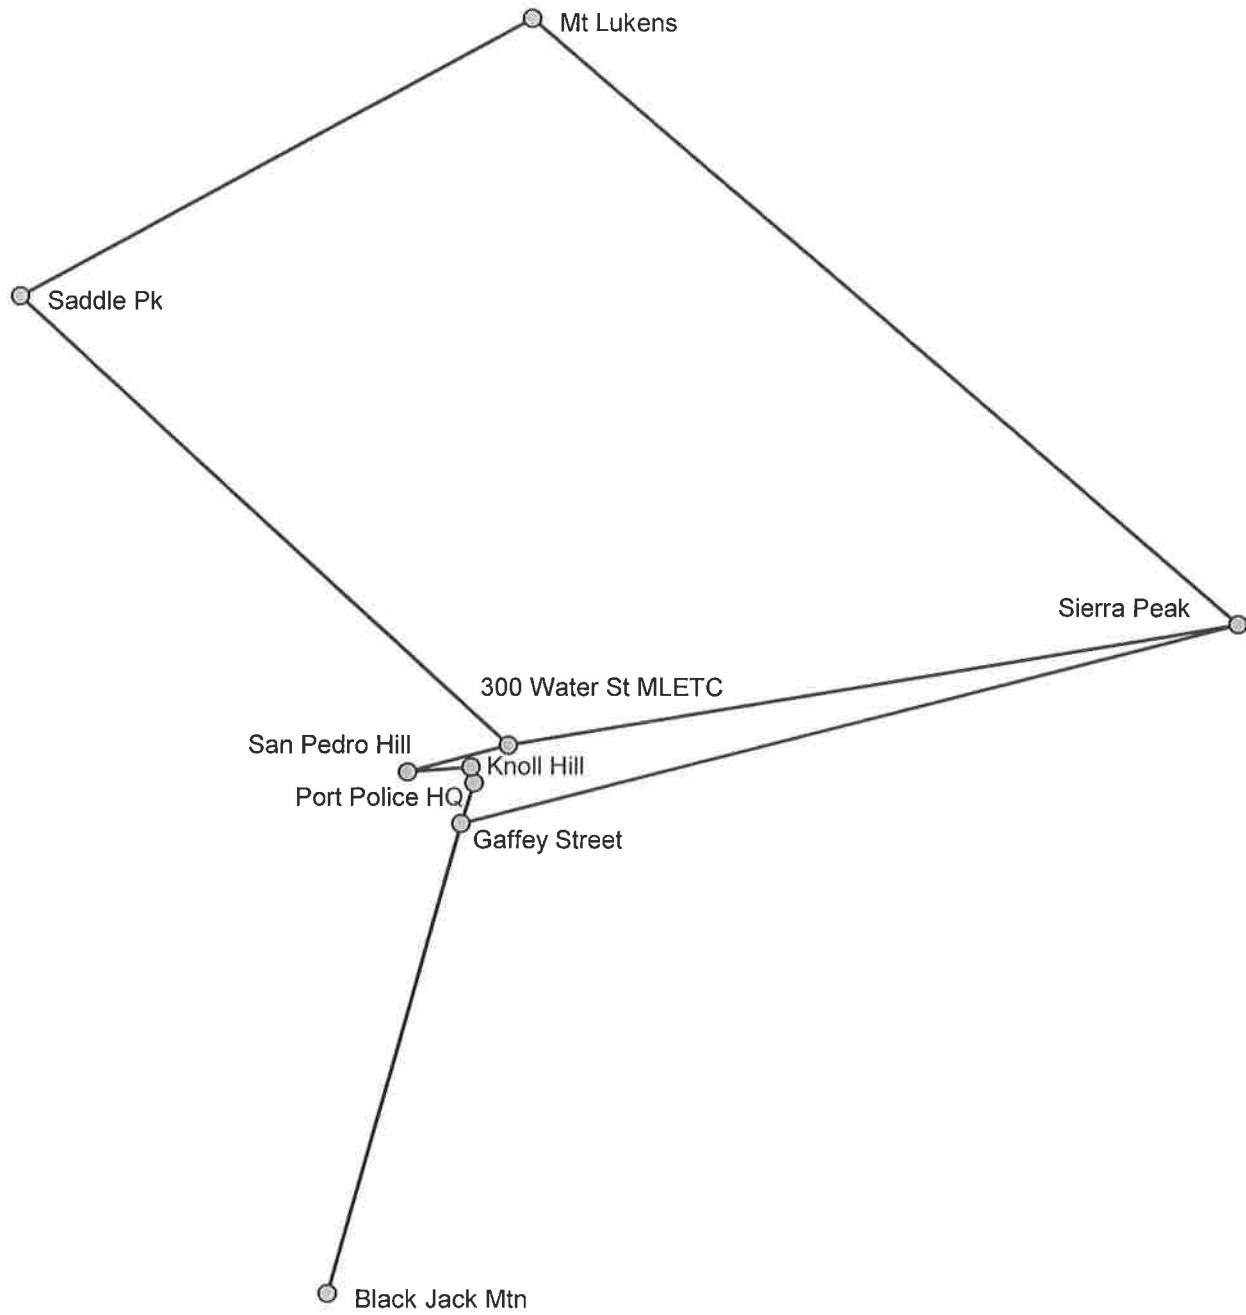 Mt Lukens
Saddle Pk
Sierra Peak
300 Water St MLETC
San Pedro Hill
Knoll Hill
Port Police HQ
Gaffey Street
Black Jack Mtn